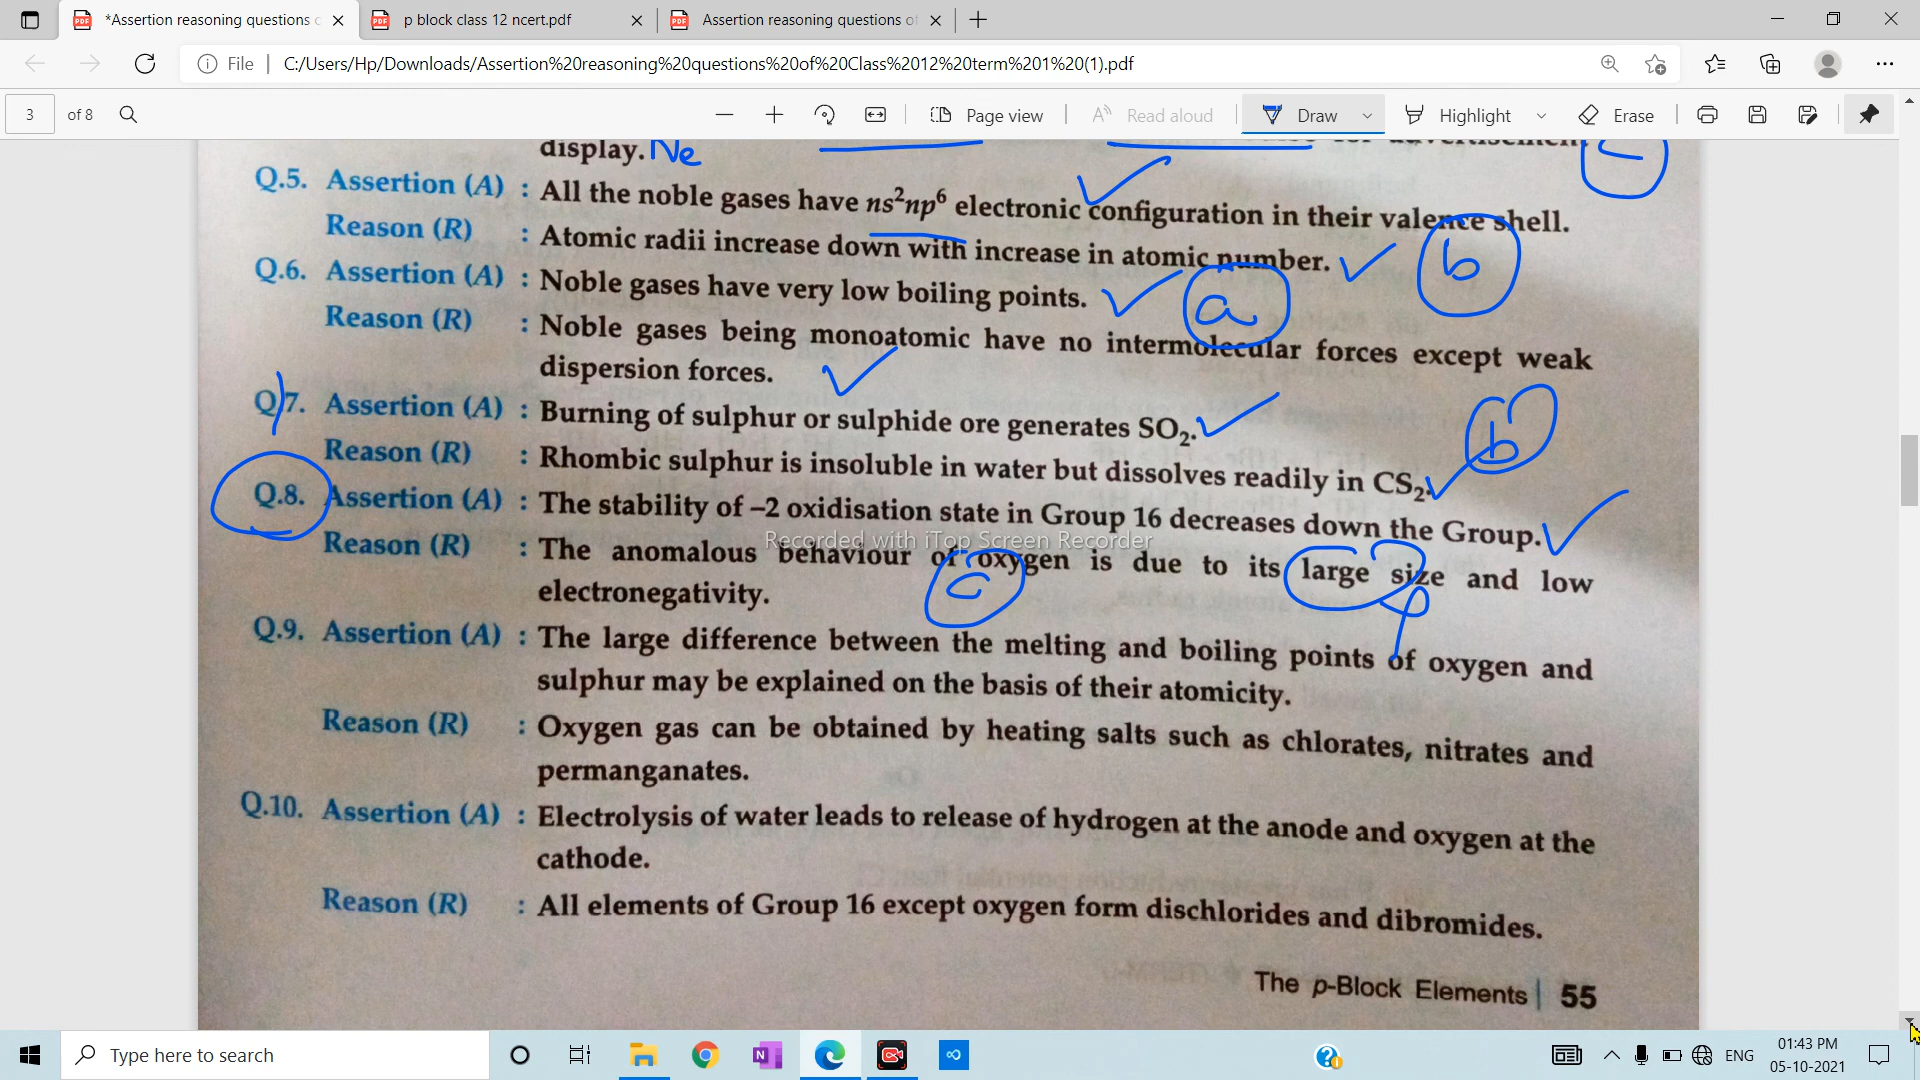 *Assertion reasoning questions o
p block class 12 ncert.pdf
Assertion reasoning questions of
File | C:/Users/Hp/Downloads/Assertion%20reasoning%20questions%20of%20Class%2012%20term%201%20(1).pdf
3 of 8
Page view
Read aloud
Draw
Highlight
Erase
display. Ne
Q.5. Assertion (A) : All the noble gases have ns²np⁶ electronic configuration in their valence shell.
Reason (R) : Atomic radii increase down with increase in atomic number. b
Q.6. Assertion (A) : Noble gases have very low boiling points. a
Reason (R) : Noble gases being monoatomic have no intermolecular forces except weak
dispersion forces.
Q.7. Assertion (A) : Burning of sulphur or sulphide ore generates SO₂. b
Reason (R) : Rhombic sulphur is insoluble in water but dissolves readily in CS₂.
Q.8. Assertion (A) : The stability of –2 oxidisation state in Group 16 decreases down the Group.
Recorded with iTop Screen Recorder
Reason (R) : The anomalous behaviour of oxygen is due to its large size and low
electronegativity. c
Q.9. Assertion (A) : The large difference between the melting and boiling points of oxygen and
sulphur may be explained on the basis of their atomicity.
Reason (R) : Oxygen gas can be obtained by heating salts such as chlorates, nitrates and
permanganates.
Q.10. Assertion (A) : Electrolysis of water leads to release of hydrogen at the anode and oxygen at the
cathode.
Reason (R) : All elements of Group 16 except oxygen form dischlorides and dibromides.
The p-Block Elements | 55
Type here to search
ENG
01:43 PM
05-10-2021